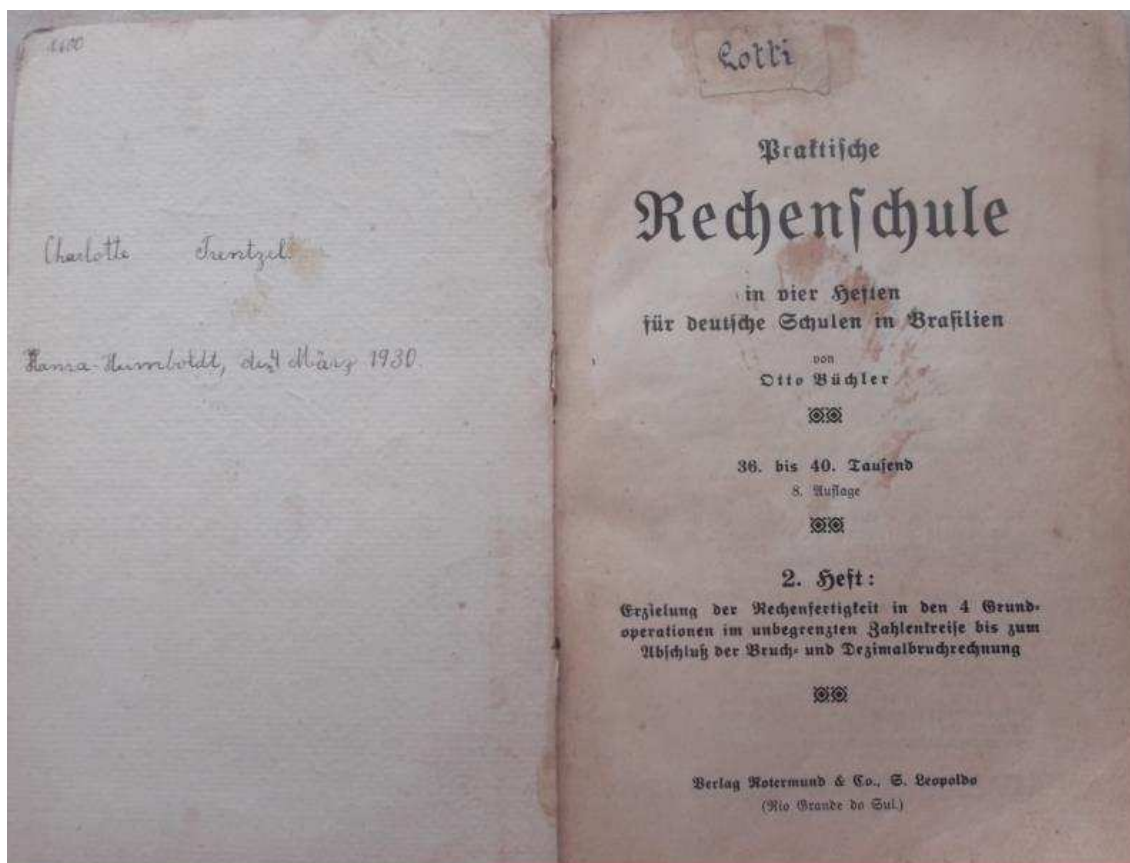 1600
Charlotte Frentzel.
Hansa-Humboldt, den 4 März 1930.
Lotti
Praktische
Rechenschule
in vier Heften
für deutsche Schulen in Brasilien
von
Otto Büchler
36. bis 40. Tausend
8. Auflage
2. Heft:
Erzielung der Rechenfertigkeit in den 4 Grund-
operationen im unbegrenzten Zahlenkreise bis zum
Abschluß der Bruch- und Dezimalbruchrechnung
Verlag Rotermund & Co., S. Leopoldo
(Rio Grande do Sul.)